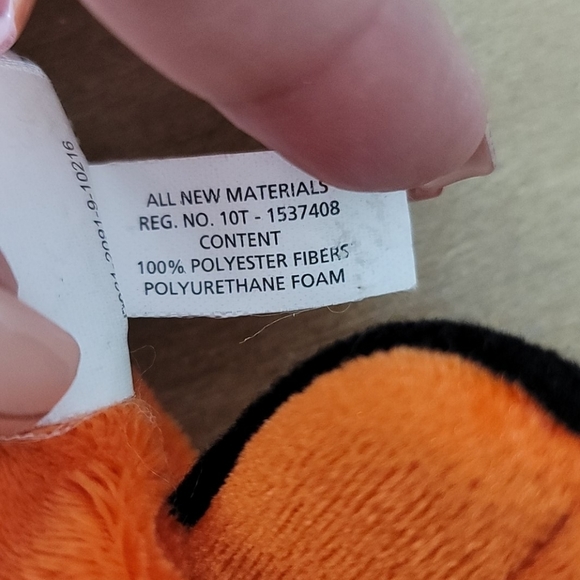 ALL NEW MATERIALS
REG. NO. 10T - 1537408
CONTENT
100% POLYESTER FIBERS
POLYURETHANE FOAM